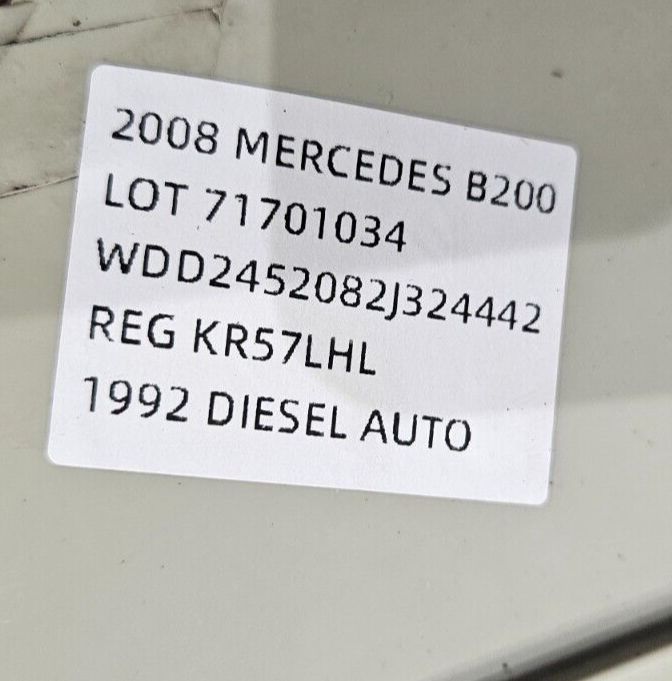 2008 MERCEDES B200
LOT 71701034
WDD2452082J324442
REG KR57LHL
1992 DIESEL AUTO